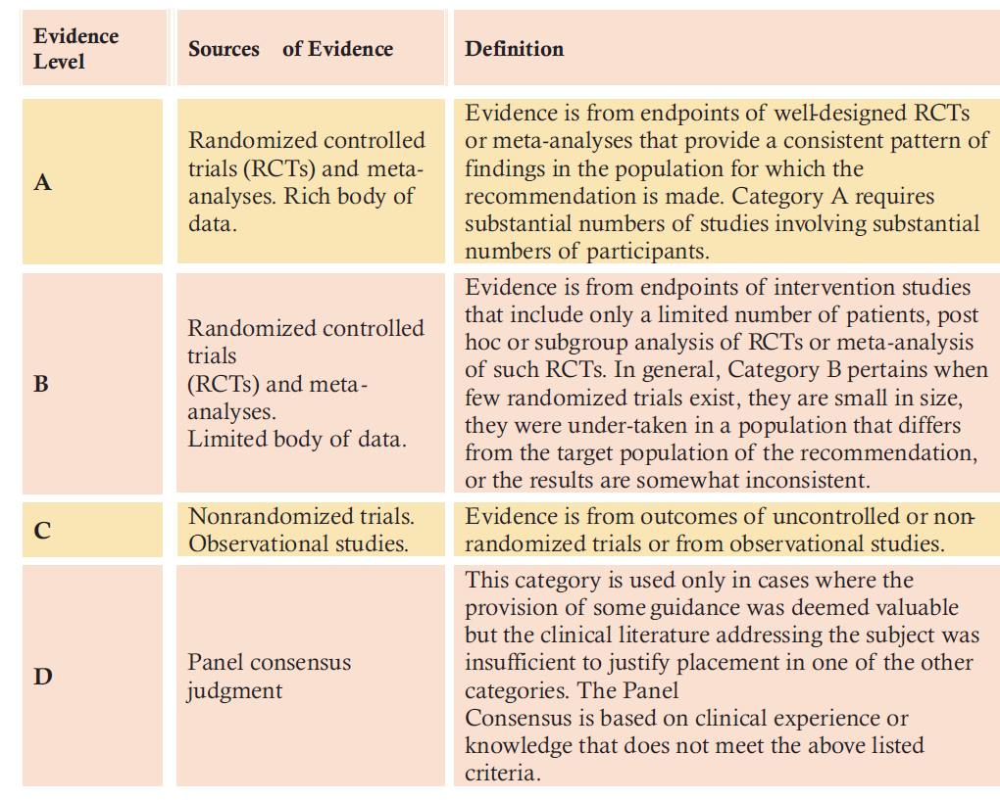 Evidence
Level
Sources of Evidence
Definition
A
Randomized controlled
trials (RCTs) and meta-
analyses. Rich body of
data.
Evidence is from endpoints of well-designed RCTs
or meta-analyses that provide a consistent pattern of
findings in the population for which the
recommendation is made. Category A requires
substantial numbers of studies involving substantial
numbers of participants.
B
Randomized controlled
trials
(RCTs) and meta-
analyses.
Limited body of data.
Evidence is from endpoints of intervention studies
that include only a limited number of patients, post
hoc or subgroup analysis of RCTs or meta-analysis
of such RCTs. In general, Category B pertains when
few randomized trials exist, they are small in size,
they were under-taken in a population that differs
from the target population of the recommendation,
or the results are somewhat inconsistent.
C
Nonrandomized trials.
Observational studies.
Evidence is from outcomes of uncontrolled or non-
randomized trials or from observational studies.
D
Panel consensus
judgment
This category is used only in cases where the
provision of some guidance was deemed valuable
but the clinical literature addressing the subject was
insufficient to justify placement in one of the other
categories. The Panel
Consensus is based on clinical experience or
knowledge that does not meet the above listed
criteria.